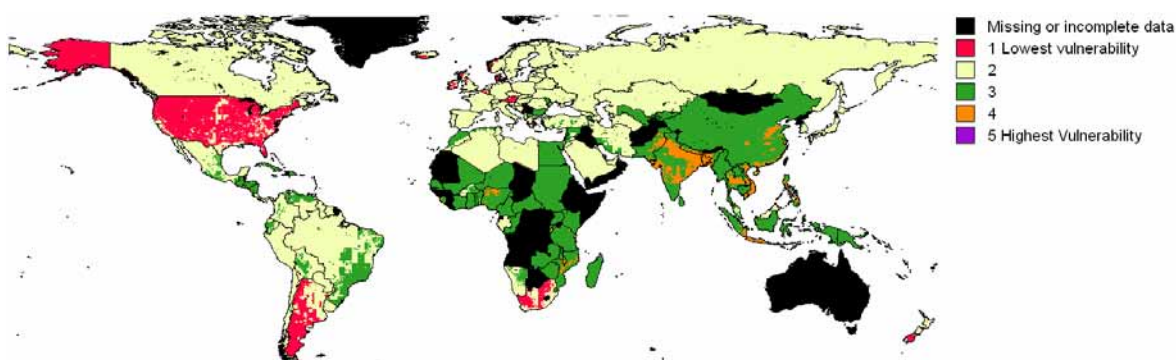 Missing or incomplete data
1 Lowest vulnerability
2
3
4
5 Highest Vulnerability